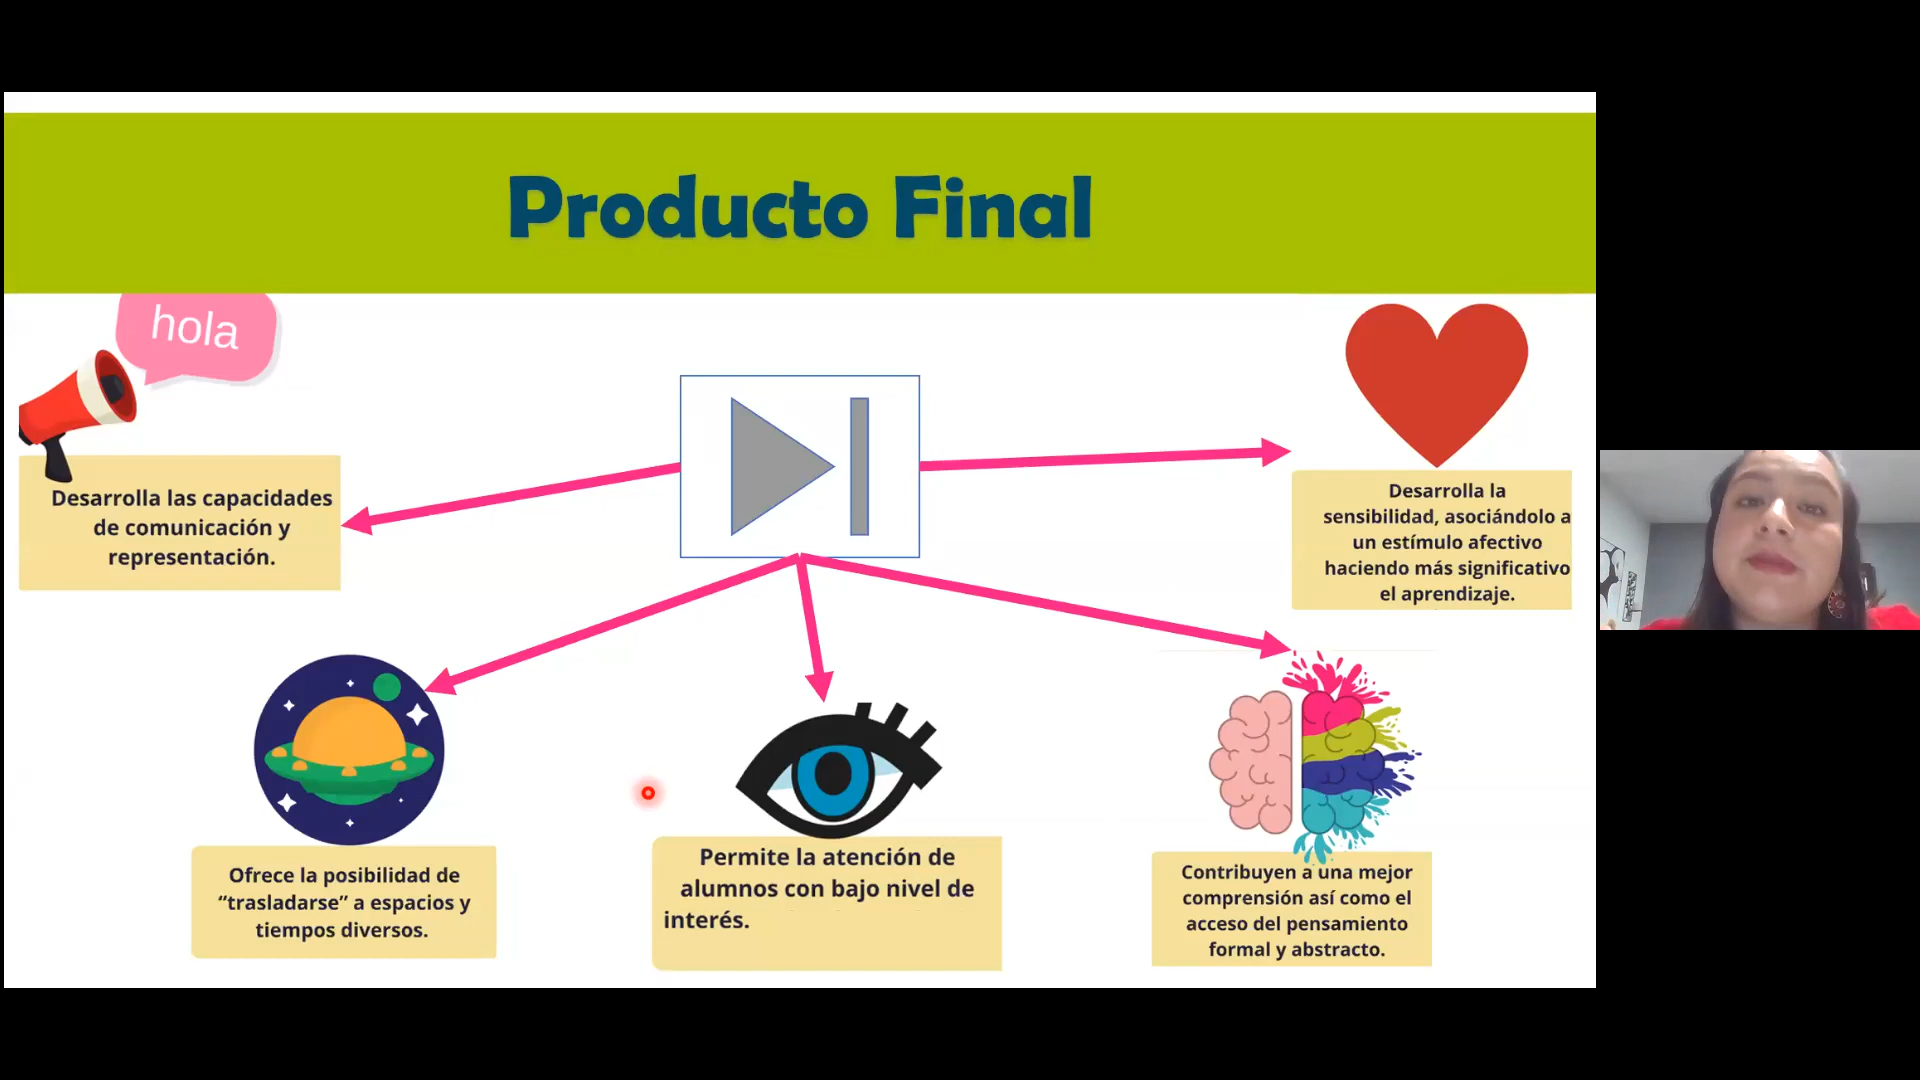 Producto Final
hola
Desarrolla las capacidades
de comunicación y
representación.
Desarrolla la
sensibilidad, asociándolo a
un estímulo afectivo
haciendo más significativo
el aprendizaje.
Ofrece la posibilidad de
“trasladarse” a espacios y
tiempos diversos.
Permite la atención de
alumnos con bajo nivel de
interés.
Contribuyen a una mejor
comprensión así como el
acceso del pensamiento
formal y abstracto.